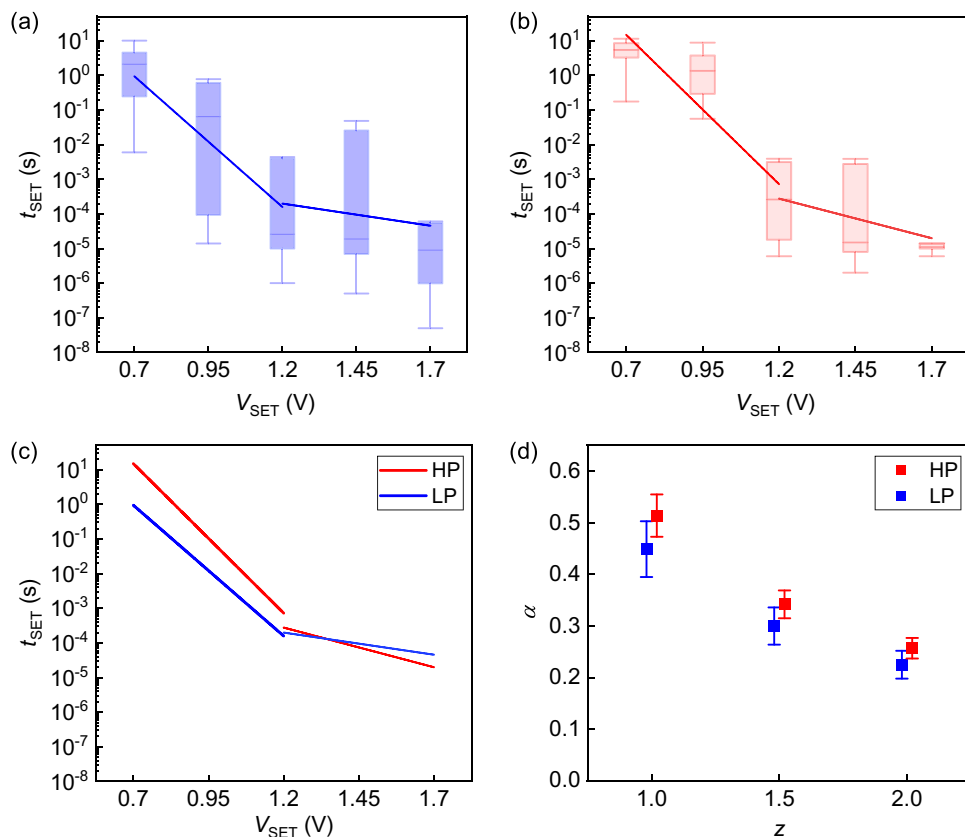 (a)
t_SET (s)
10^1
10^0
10^-1
10^-2
10^-3
10^-4
10^-5
10^-6
10^-7
10^-8
0.7 0.95 1.2 1.45 1.7
V_SET (V)
(b)
t_SET (s)
10^1
10^0
10^-1
10^-2
10^-3
10^-4
10^-5
10^-6
10^-7
10^-8
0.7 0.95 1.2 1.45 1.7
V_SET (V)
(c)
HP
LP
t_SET (s)
10^1
10^0
10^-1
10^-2
10^-3
10^-4
10^-5
10^-6
10^-7
10^-8
0.7 0.95 1.2 1.45 1.7
V_SET (V)
(d)
HP
LP
α
0.6
0.5
0.4
0.3
0.2
0.1
0.0
1.0 1.5 2.0
z